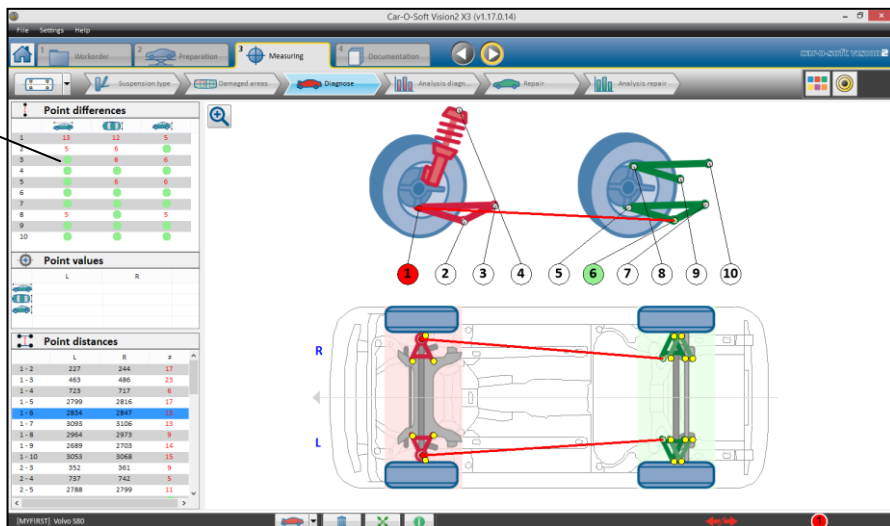 Car-O-Soft Vision2 X3 (v1.17.0.14)
File Settings Help
1 Workorder 2 Preparation 3 Measuring 4 Documentation car-o-soft vision2
Suspension type Damaged areas Diagnose Analysis diagn... Repair Analysis repair
Point differences
1 13 12 5
2 5 6
3 6 6
4
5 6 6
6
7
8 5 5
9
10
Point values
L R
Point distances
L R ≠
1 - 2 227 244 17
1 - 3 463 486 23
1 - 4 723 717 6
1 - 5 2799 2816 17
1 - 6 2834 2847 13
1 - 7 3093 3106 13
1 - 8 2964 2973 9
1 - 9 2689 2703 14
1 - 10 3053 3068 15
2 - 3 352 361 9
2 - 4 737 742 5
2 - 5 2788 2799 11
1 2 3 4 5 6 7 8 9 10
R
L
[MYFIRST] Volvo S80